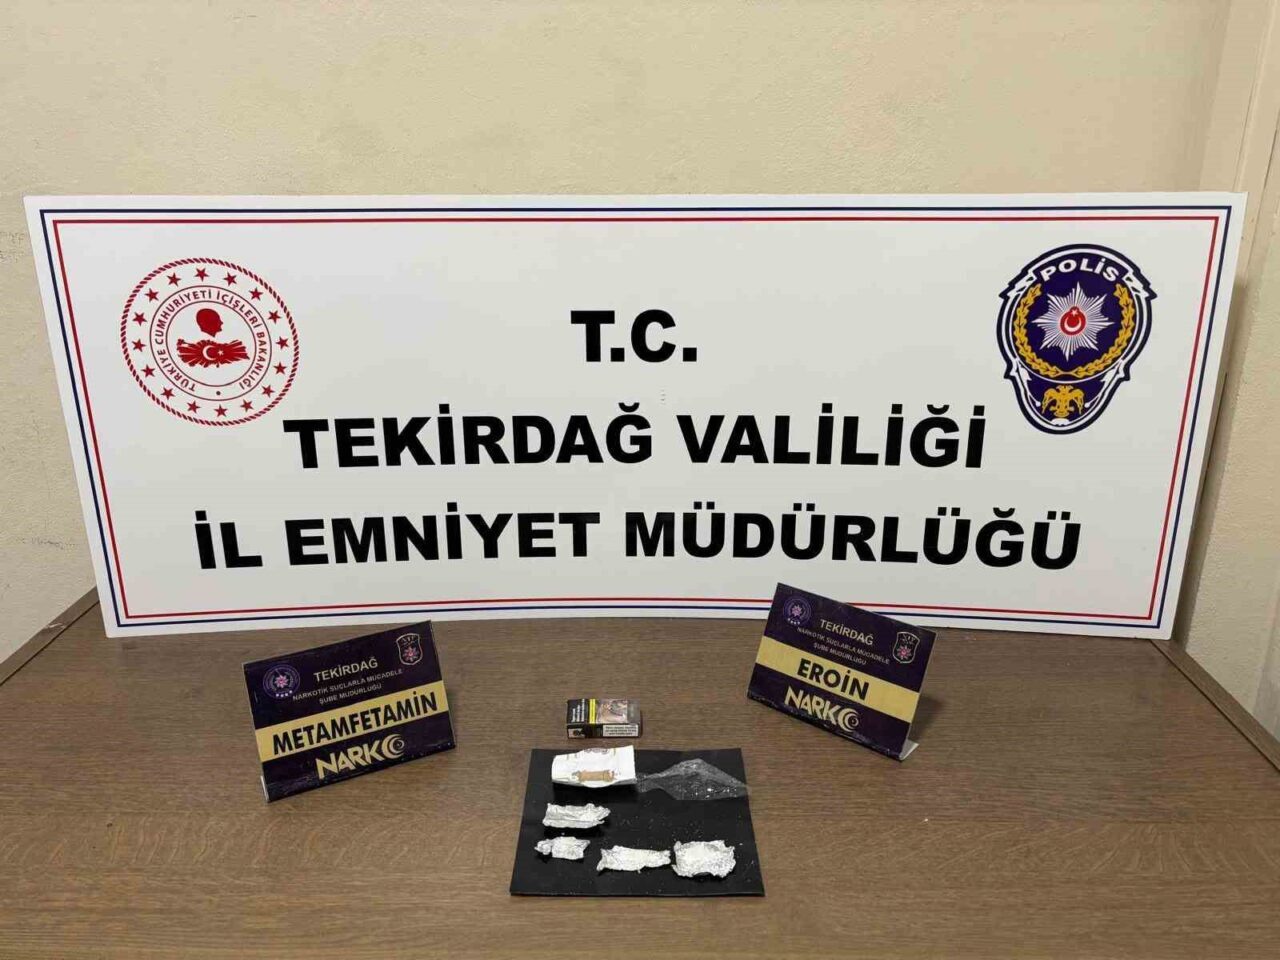 TÜRKİYE CUMHURİYETİ İÇİŞLERİ BAKANLIĞI
POLİS
T.C.
TEKİRDAĞ VALİLİĞİ
İL EMNİYET MÜDÜRLÜĞÜ
TEKİRDAĞ
NARKOTİK SUÇLARLA MÜCADELE
ŞUBE MÜDÜRLÜĞÜ
METAMFETAMİN
NARKO
TEKİRDAĞ
NARKOTİK SUÇLARLA MÜCADELE
ŞUBE MÜDÜRLÜĞÜ
EROİN
NARKO